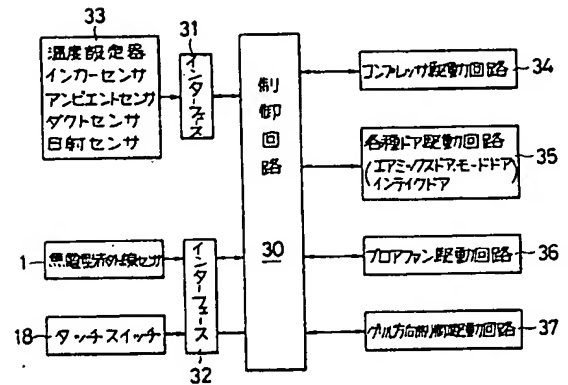 33
温度設定器
インカーセンサ
アンビエントセンサ
ダクトセンサ
日射センサ
31
インターフェース
制御回路
30
コンプレッサ駆動回路
34
各種ドア駆動回路
(エアミックスドア,モードドア
インテイクドア)
35
1
焦電型赤外線センサ
18
タッチスイッチ
インターフェース
32
ブロアファン駆動回路
36
グリル方向制御駆動回路
37